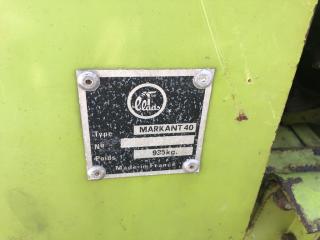 Claas
Type MARKANT 40
No
Poids 925kg.
Made in France